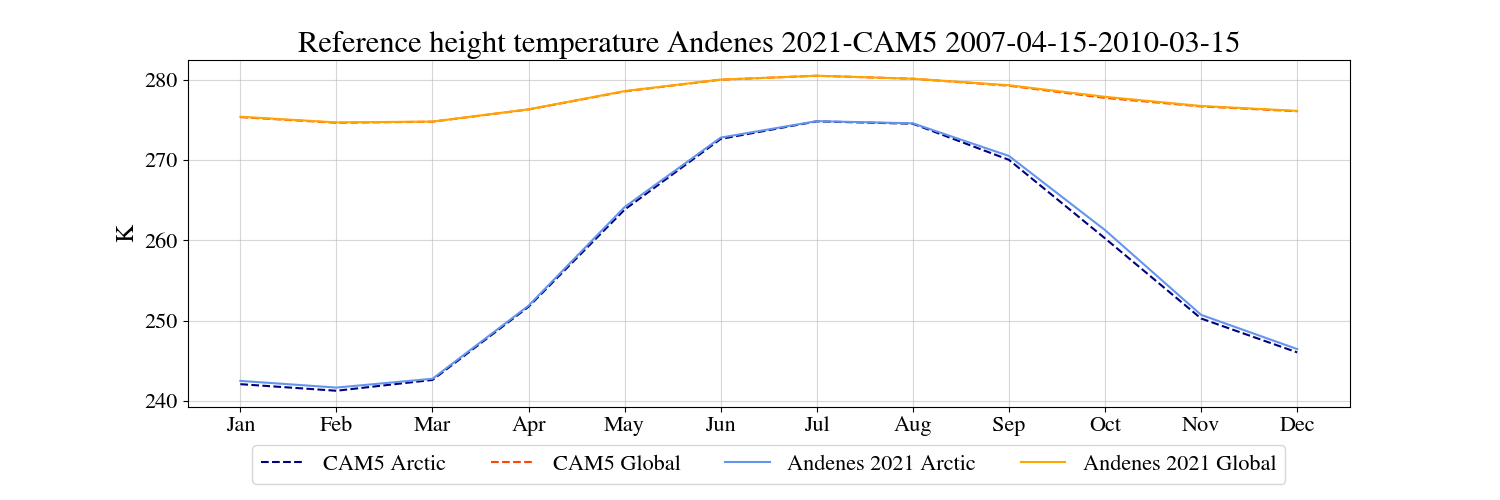 Reference height temperature Andenes 2021-CAM5 2007-04-15-2010-03-15
280
270
260
250
240
K
Jan Feb Mar Apr May Jun Jul Aug Sep Oct Nov Dec
CAM5 Arctic CAM5 Global Andenes 2021 Arctic Andenes 2021 Global